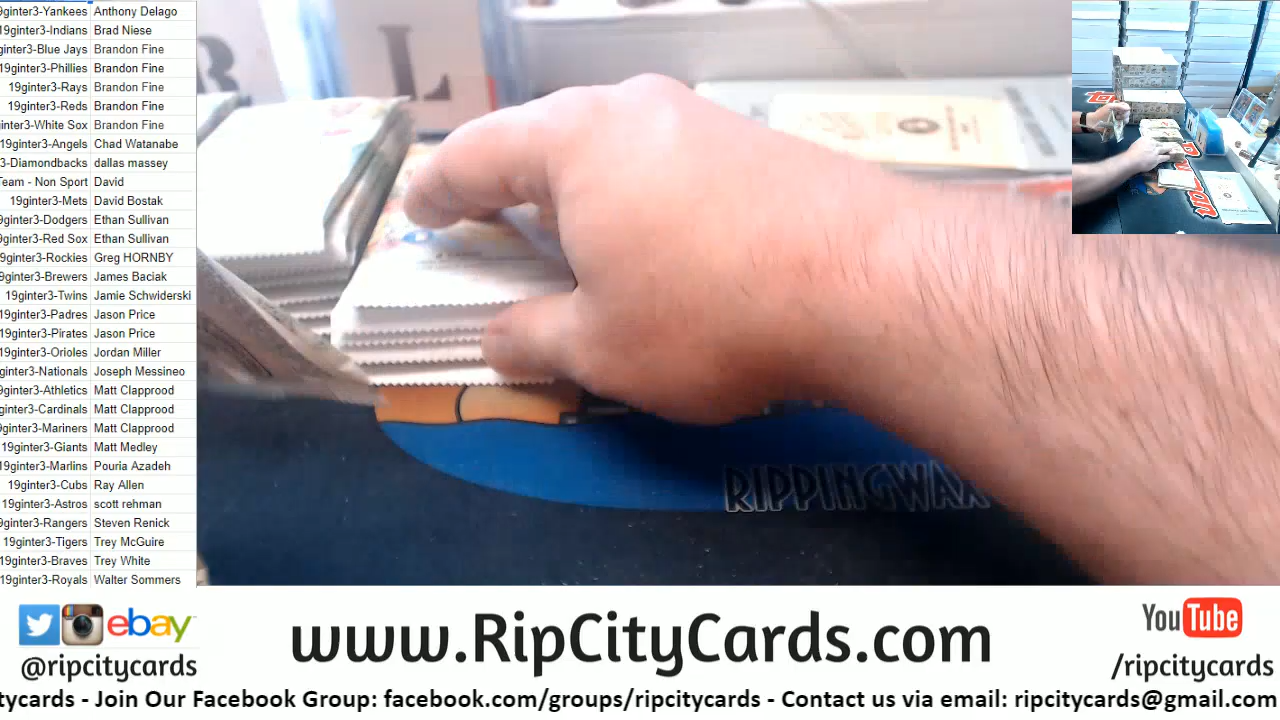 9ginter3-Yankees Anthony Delago
19ginter3-Indians Brad Niese
ginter3-Blue Jays Brandon Fine
19ginter3-Phillies Brandon Fine
19ginter3-Rays Brandon Fine
19ginter3-Reds Brandon Fine
inter3-White Sox Brandon Fine
19ginter3-Angels Chad Watanabe
3-Diamondbacks dallas massey
Team - Non Sport David
19ginter3-Mets David Bostak
9ginter3-Dodgers Ethan Sullivan
9ginter3-Red Sox Ethan Sullivan
19ginter3-Rockies Greg HORNBY
9ginter3-Brewers James Baciak
19ginter3-Twins Jamie Schwiderski
19ginter3-Padres Jason Price
19ginter3-Pirates Jason Price
19ginter3-Orioles Jordan Miller
9ginter3-Nationals Joseph Messineo
9ginter3-Athletics Matt Clapprood
9ginter3-Cardinals Matt Clapprood
9ginter3-Mariners Matt Clapprood
19ginter3-Giants Matt Medley
19ginter3-Marlins Pouria Azadeh
19ginter3-Cubs Ray Allen
19ginter3-Astros scott rehman
19ginter3-Rangers Steven Renick
19ginter3-Tigers Trey McGuire
19ginter3-Braves Trey White
19ginter3-Royals Walter Sommers
RIPPINGWAX
ebay
@ripcitycards
www.RipCityCards.com
YouTube
/ripcitycards
tycards - Join Our Facebook Group: facebook.com/groups/ripcitycards - Contact us via email: ripcitycards@gmail.com